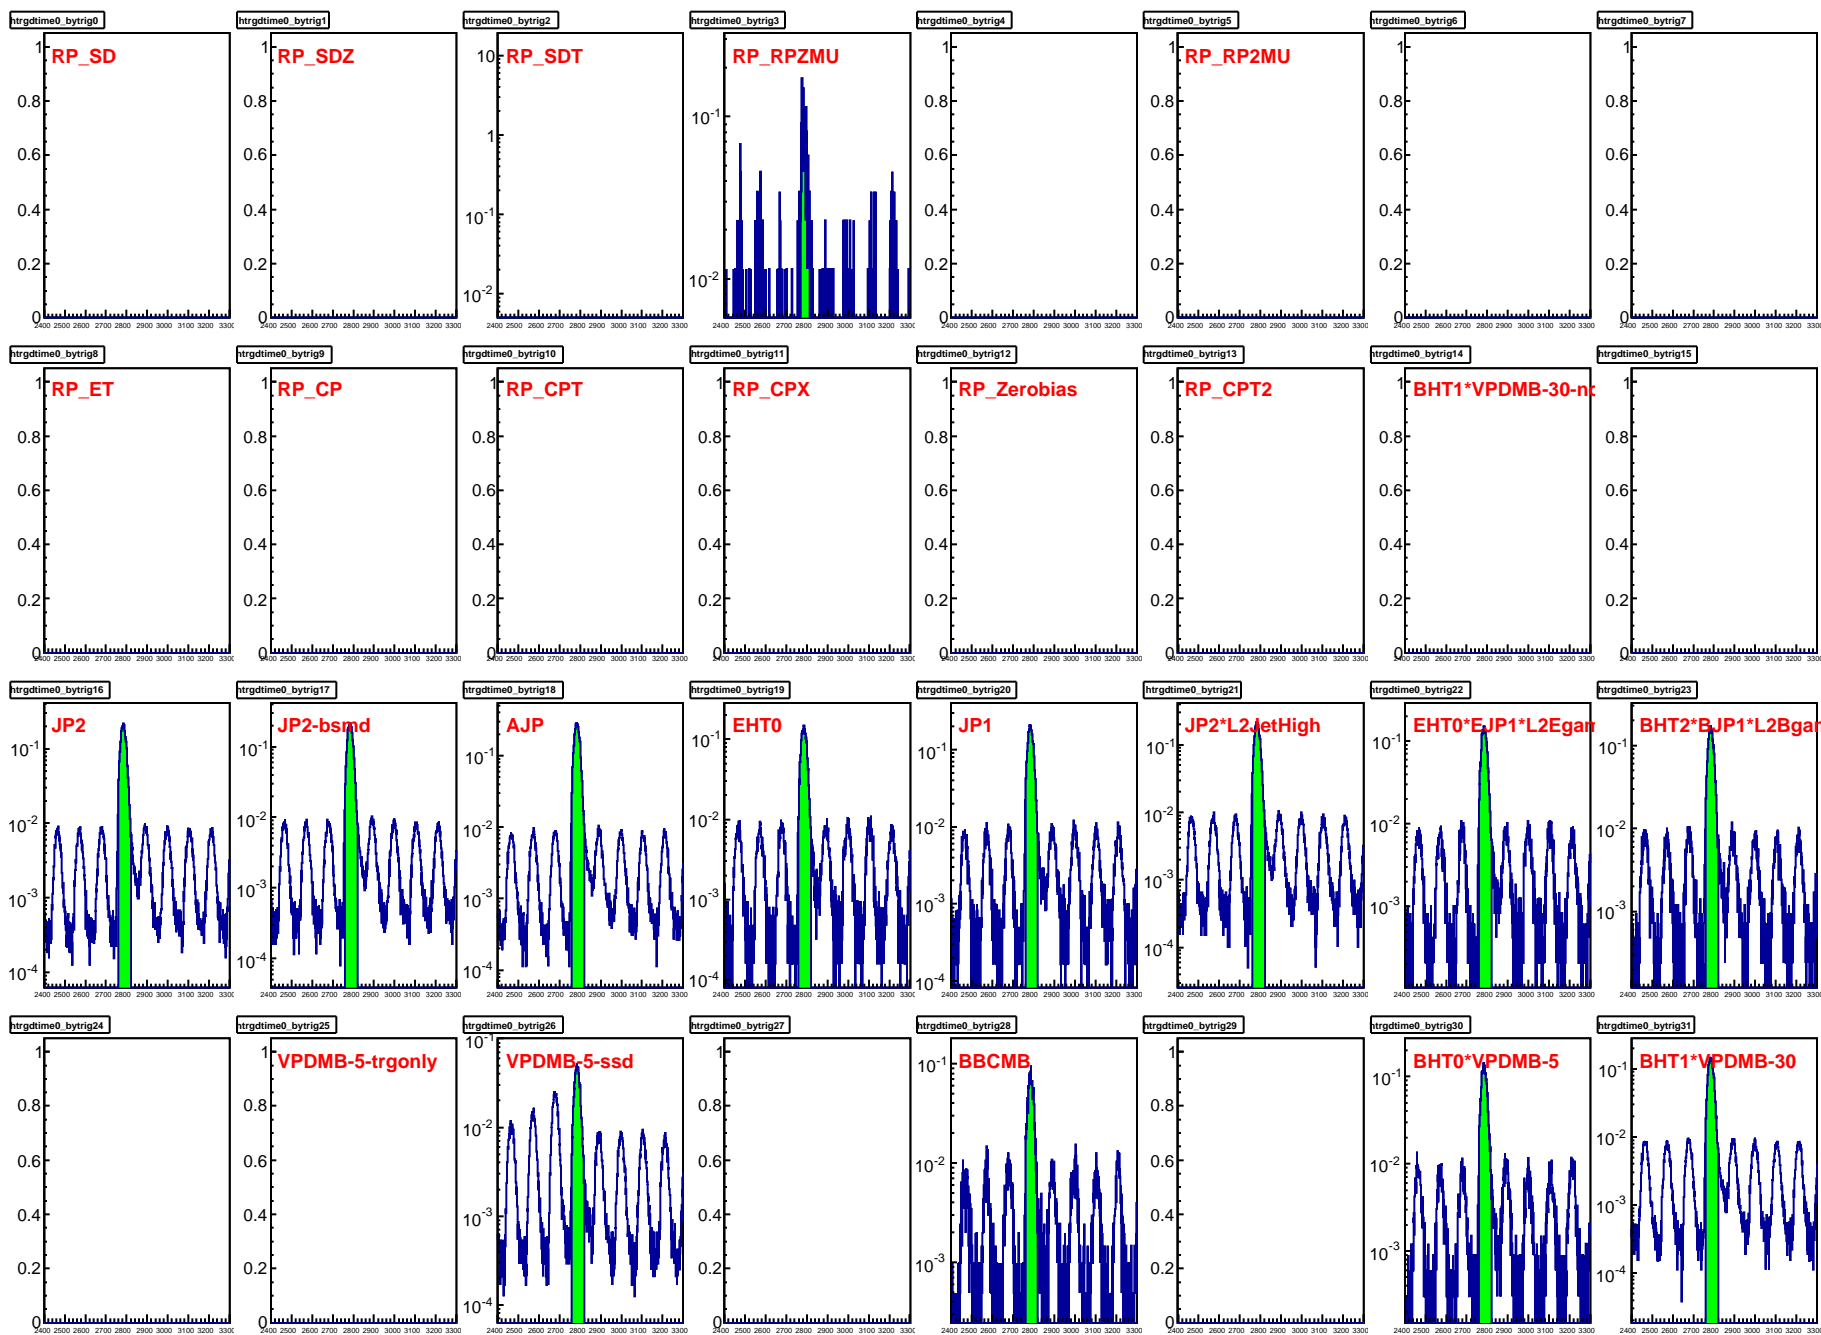 htrgdtime0_bytrig0
htrgdtime0_bytrig1
htrgdtime0_bytrig2
htrgdtime0_bytrig3
htrgdtime0_bytrig4
htrgdtime0_bytrig5
htrgdtime0_bytrig6
htrgdtime0_bytrig7
RP_SD
RP_SDZ
RP_SDT
RP_RPZMU
RP_RP2MU
htrgdtime0_bytrig8
htrgdtime0_bytrig9
htrgdtime0_bytrig10
htrgdtime0_bytrig11
htrgdtime0_bytrig12
htrgdtime0_bytrig13
htrgdtime0_bytrig14
htrgdtime0_bytrig15
RP_ET
RP_CP
RP_CPT
RP_CPX
RP_Zerobias
RP_CPT2
BHT1*VPDMB-30-no
htrgdtime0_bytrig16
htrgdtime0_bytrig17
htrgdtime0_bytrig18
htrgdtime0_bytrig19
htrgdtime0_bytrig20
htrgdtime0_bytrig21
htrgdtime0_bytrig22
htrgdtime0_bytrig23
JP2
JP2-bsmd
AJP
EHT0
JP1
JP2*L2JetHigh
EHT0*EJP1*L2Egam
BHT2*BJP1*L2Bgam
htrgdtime0_bytrig24
htrgdtime0_bytrig25
htrgdtime0_bytrig26
htrgdtime0_bytrig27
htrgdtime0_bytrig28
htrgdtime0_bytrig29
htrgdtime0_bytrig30
htrgdtime0_bytrig31
VPDMB-5-trgonly
VPDMB-5-ssd
BBCMB
BHT0*VPDMB-5
BHT1*VPDMB-30